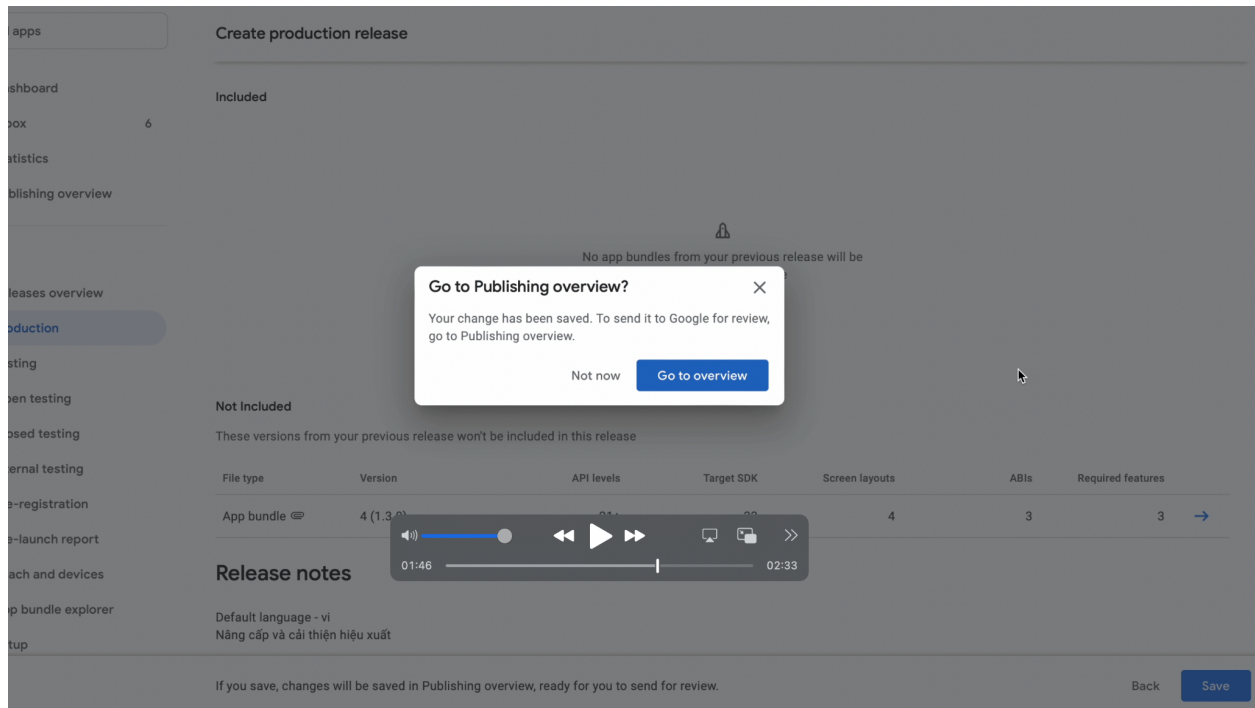 apps
Create production release
shboard
Included
box
6
atistics
blishing overview
No app bundles from your previous release will be
leases overview
Go to Publishing overview?
Your change has been saved. To send it to Google for review,
go to Publishing overview.
oduction
sting
Not now
Go to overview
pen testing
Not Included
osed testing
These versions from your previous release won't be included in this release
ternal testing
File type Version API levels Target SDK Screen layouts ABIs Required features
e-registration
App bundle 4 (1.3 4 3 3
e-launch report
01:46
02:33
Release notes
ach and devices
p bundle explorer
Default language - vi
Nâng cấp và cải thiện hiệu xuất
tup
If you save, changes will be saved in Publishing overview, ready for you to send for review.
Back
Save